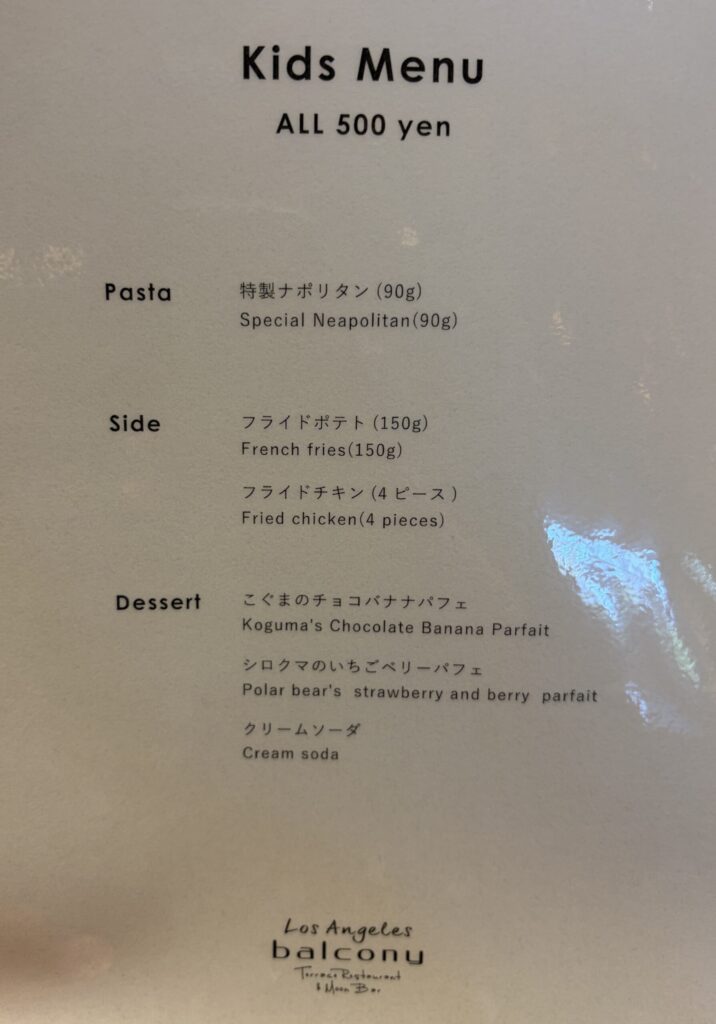 Kids Menu
ALL 500 yen
Pasta
特製ナポリタン(90g)
Special Neapolitan(90g)
Side
フライドポテト(150g)
French fries(150g)
フライドチキン(4ピース)
Fried chicken(4 pieces)
Dessert
こぐまのチョコバナナパフェ
Koguma's Chocolate Banana Parfait
シロクマのいちごベリーパフェ
Polar bear's strawberry and berry parfait
クリームソーダ
Cream soda
Los Angeles
balcony
Terrace Restaurant
& Moon Bar